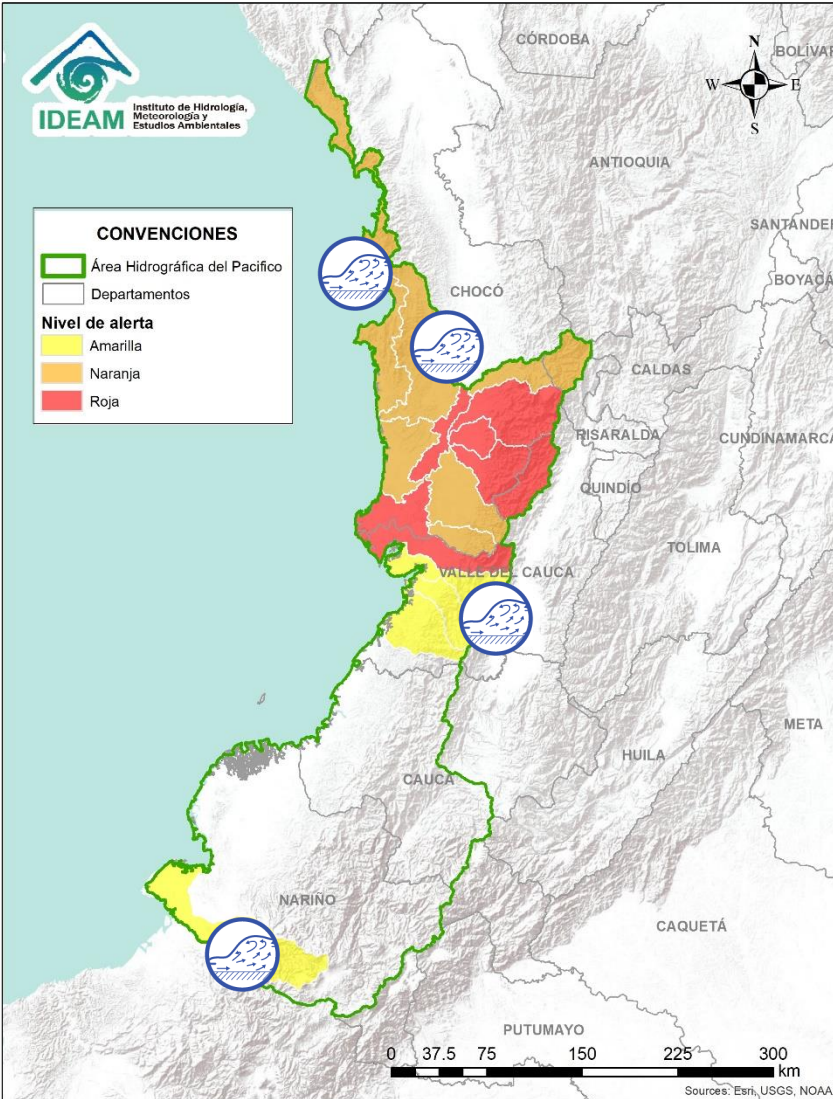 IDEAM
Instituto de Hidrología,
Meteorología y
Estudios Ambientales
CONVENCIONES
Área Hidrográfica del Pacifico
Departamentos
Nivel de alerta
Amarilla
Naranja
Roja
N
W
E
S
CÓRDOBA
BOLÍVAR
ANTIOQUIA
SANTANDER
BOYACÁ
CHOCÓ
CALDAS
RISARALDA
CUNDINAMARCA
QUINDÍO
TOLIMA
VALLE DEL CAUCA
META
HUILA
CAUCA
NARIÑO
CAQUETÁ
PUTUMAYO
0 37.5 75 150 225 300
km
Sources: Esri, USGS, NOAA